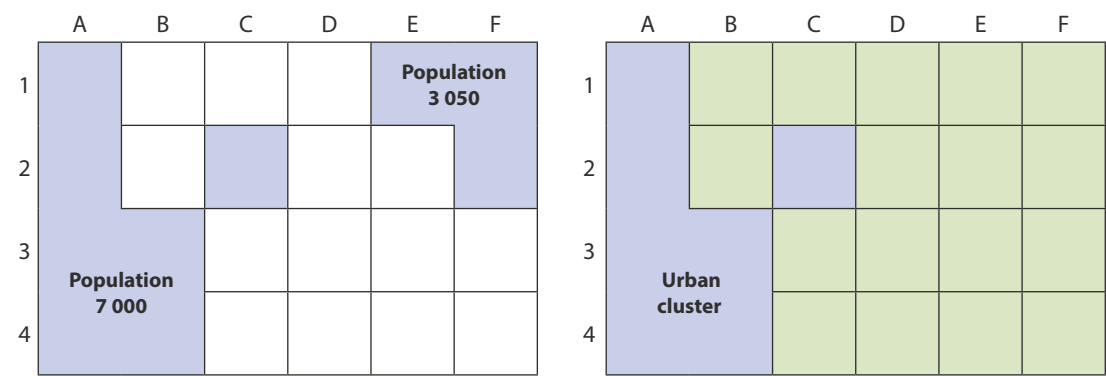 A B C D E F
1
Population
3 050
2
3
Population
7 000
4
A B C D E F
1
2
3
Urban
cluster
4